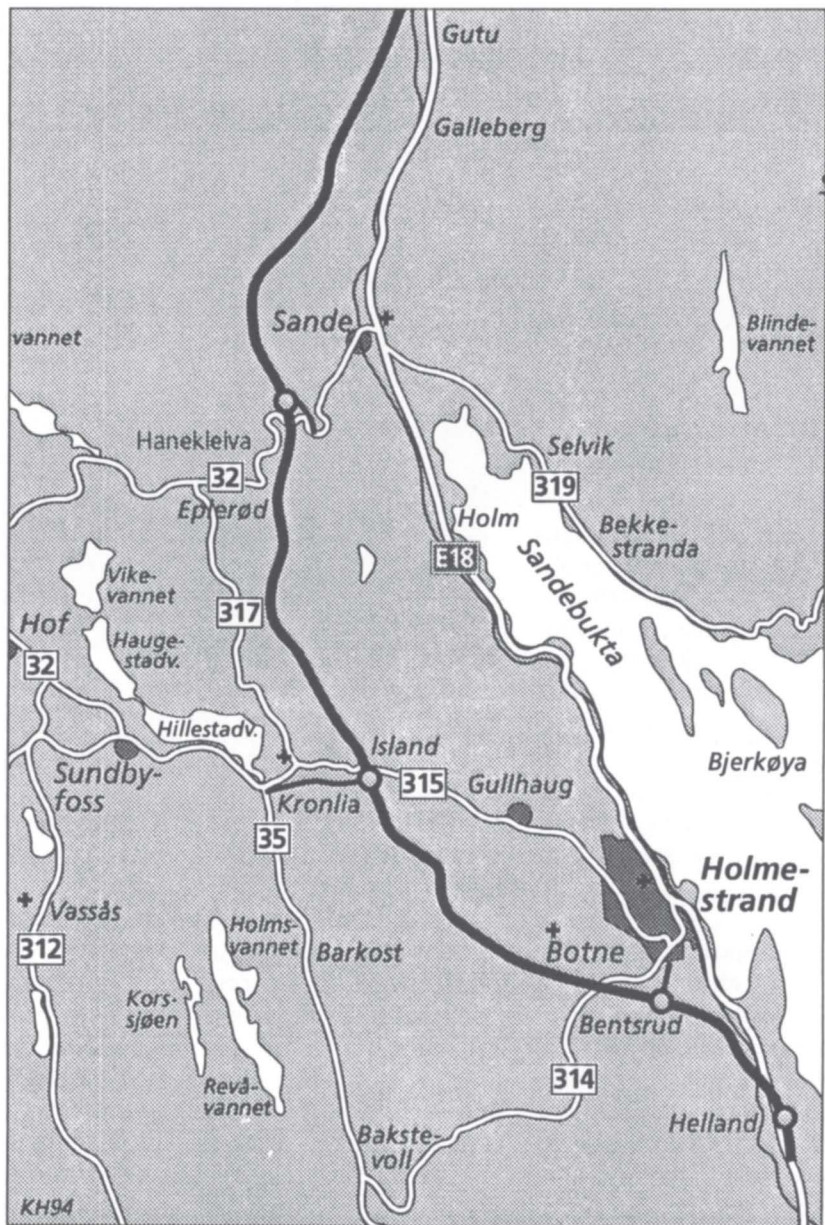 Gutu
Galleberg
Sande
Blinde-
vannet
vannet
Hanekleiva
Selvik
32
319
Eplerød
Holm
Bekke-
stranda
E18
Sandebukta
Vike-
vannet
317
Hof
Hauge-
stadv.
32
Hillestadv.
Island
Bjerkøya
Sundby-
foss
Kronlia
315
Gullhaug
35
Holme-
strand
Vassås
Holms-
vannet
Barkost
Botne
312
Kors-
sjøen
Bentsrud
314
Revå-
vannet
Helland
Bakste-
voll
KH94